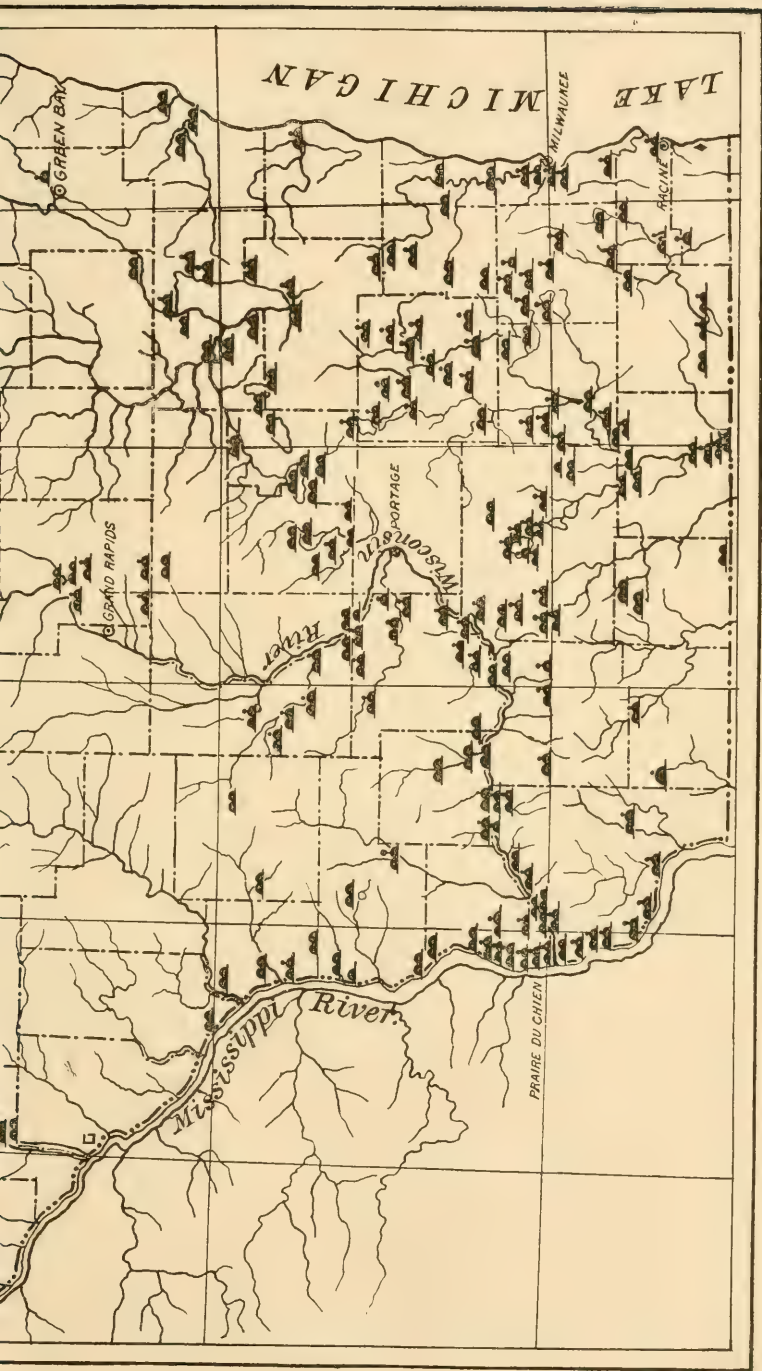 LAKE MICHIGAN
GREEN BAY
MILWAUKEE
RACINE
PORTAGE
GRAND RAPIDS
Wisconsin River
Mississippi River
PRAIRE DU CHIEN